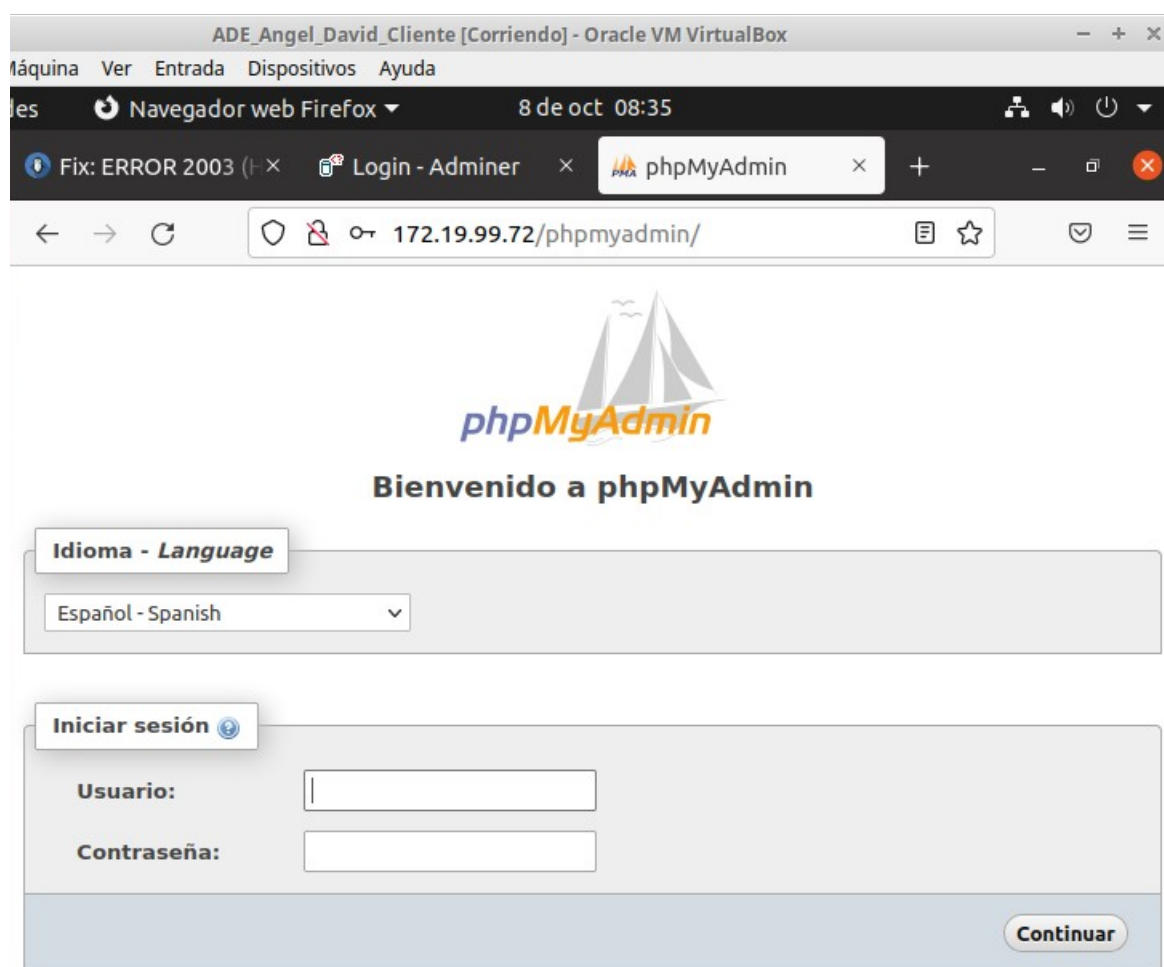 ADE_Angel_David_Cliente [Corriendo] - Oracle VM VirtualBox
Máquina Ver Entrada Dispositivos Ayuda
des Navegador web Firefox 8 de oct 08:35
Fix: ERROR 2003 (H Login - Adminer PMA phpMyAdmin
172.19.99.72/phpmyadmin/
phpMyAdmin
Bienvenido a phpMyAdmin
Idioma - Language
Español - Spanish
Iniciar sesión
Usuario:
Contraseña:
Continuar